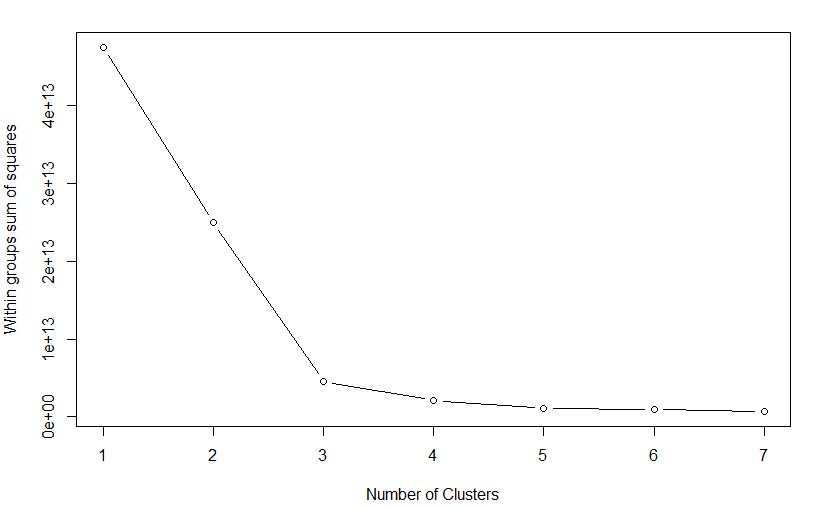 Within groups sum of squares
4e+13
3e+13
2e+13
1e+13
0e+00
1 2 3 4 5 6 7
Number of Clusters